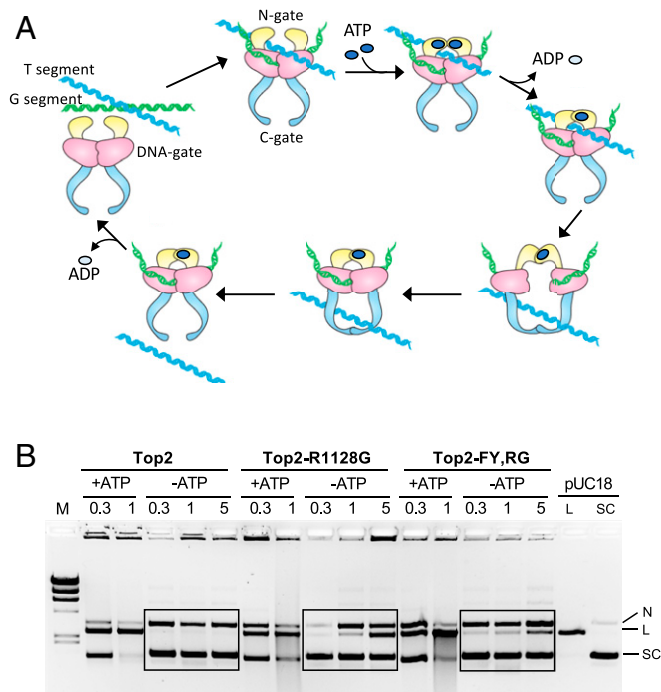 A
N-gate
ATP
ADP
T segment
G segment
DNA-gate
C-gate
ADP
B
Top2 Top2-R1128G Top2-FY,RG
+ATP -ATP +ATP -ATP +ATP -ATP pUC18
M 0.3 1 0.3 1 5 0.3 1 0.3 1 5 0.3 1 0.3 1 5 L SC
N
L
SC